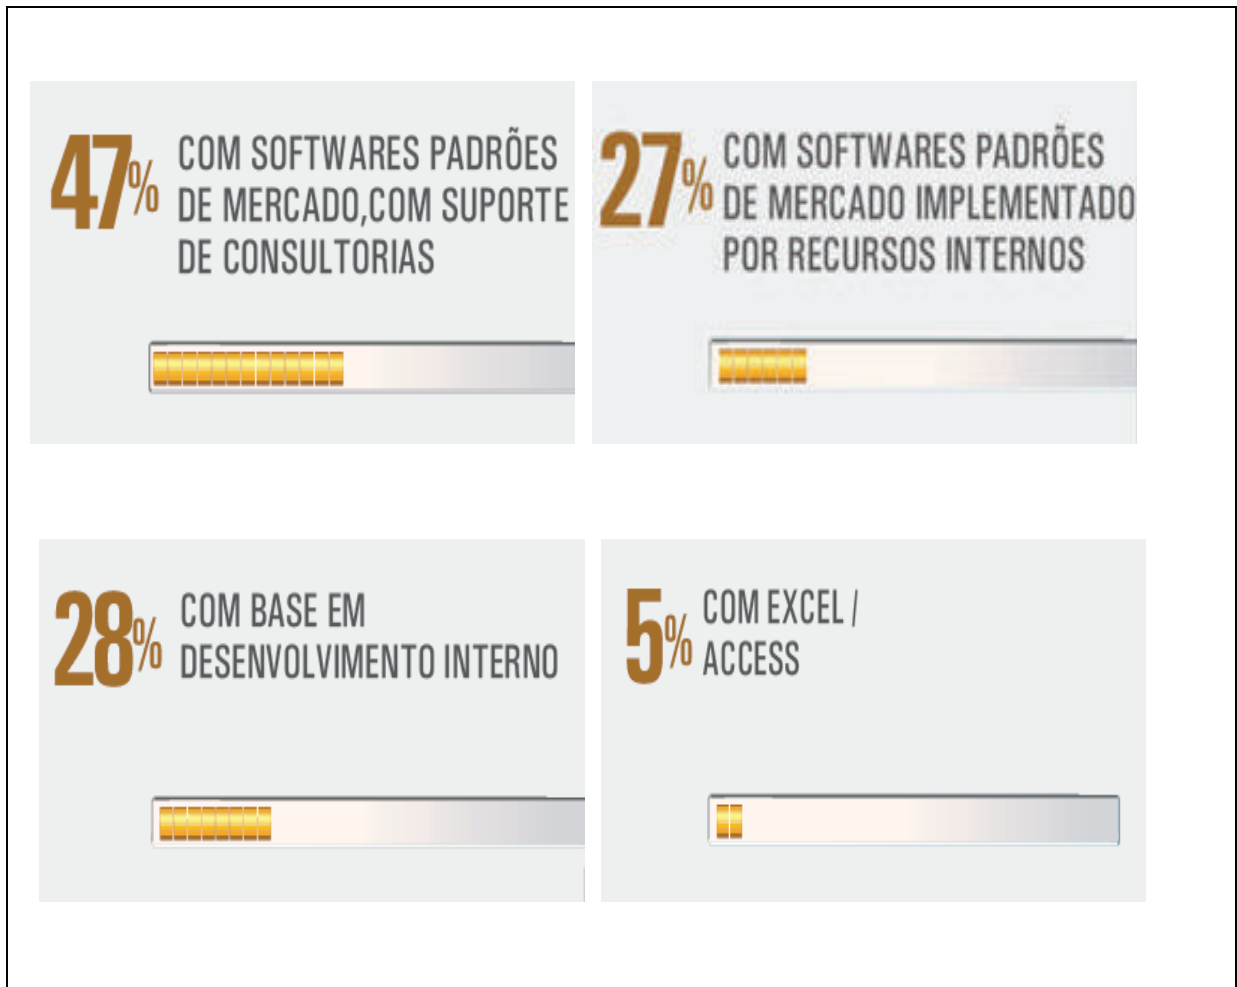 47% COM SOFTWARES PADRÕES
DE MERCADO,COM SUPORTE
DE CONSULTORIAS
27% COM SOFTWARES PADRÕES
DE MERCADO IMPLEMENTADO
POR RECURSOS INTERNOS
28% COM BASE EM
DESENVOLVIMENTO INTERNO
5% COM EXCEL /
ACCESS